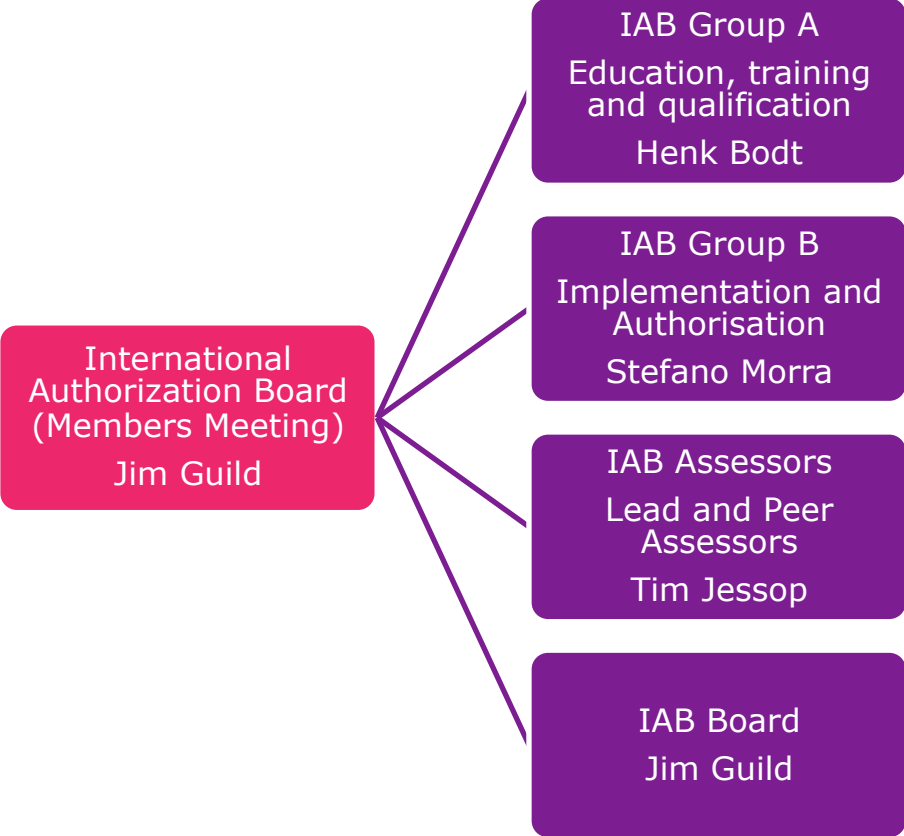 International
Authorization Board
(Members Meeting)
Jim Guild
IAB Group A
Education, training
and qualification
Henk Bodt
IAB Group B
Implementation and
Authorisation
Stefano Morra
IAB Assessors
Lead and Peer
Assessors
Tim Jessop
IAB Board
Jim Guild